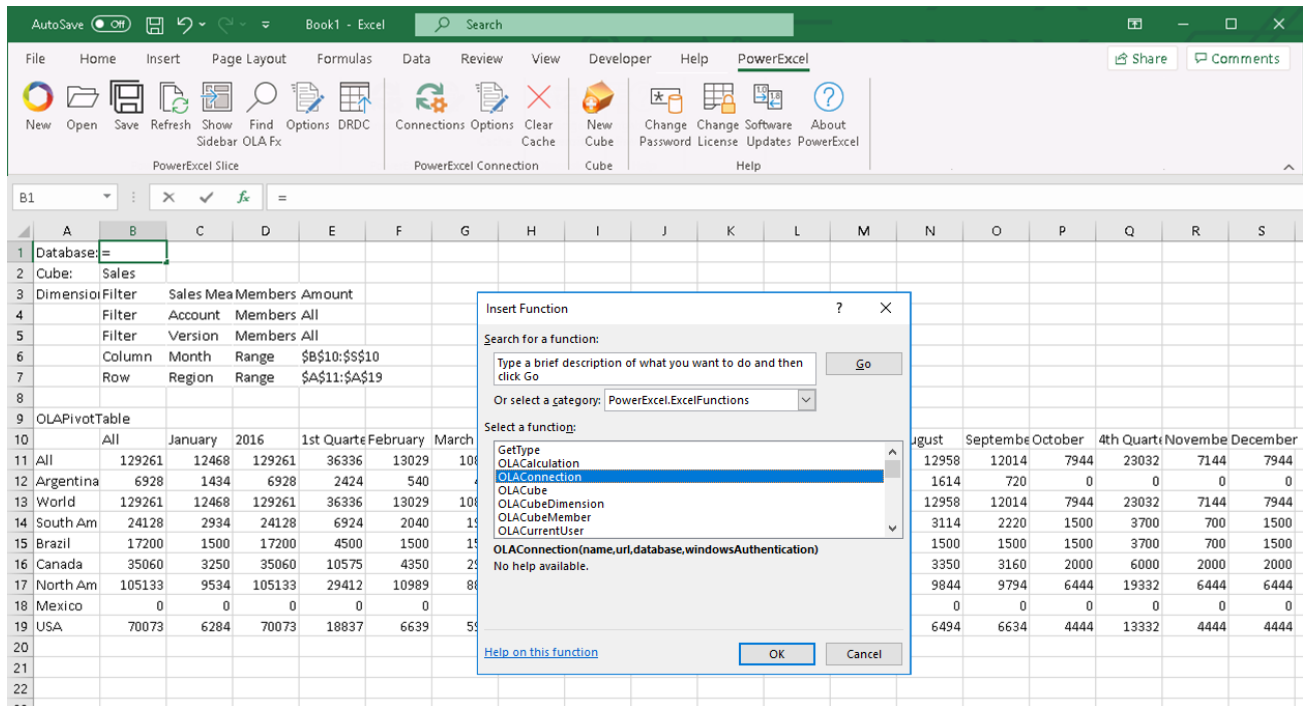 AutoSave Off Book1 - Excel Search
File Home Insert Page Layout Formulas Data Review View Developer Help PowerExcel Share Comments
New Open Save Refresh Show Sidebar Find OLA Fx Options DRDC Connections Options Clear Cache New Cube Change Password Change License Software Updates About PowerExcel
PowerExcel Slice PowerExcel Connection Cube Help
B1 fx =
A B C D E F G H I J K L M N O P Q R S
1 Database: =
2 Cube: Sales
3 Dimensio Filter Sales Mea Members Amount
4 Filter Account Members All
5 Filter Version Members All
6 Column Month Range $B$10:$S$10
7 Row Region Range $A$11:$A$19
8
9 OLAPivotTable
10 All January 2016 1st Quarte February March ugust Septembe October 4th Quarte Novembe December
11 All 129261 12468 129261 36336 13029 108 12958 12014 7944 23032 7144 7944
12 Argentina 6928 1434 6928 2424 540 1614 720 0 0 0 0
13 World 129261 12468 129261 36336 13029 108 12958 12014 7944 23032 7144 7944
14 South Am 24128 2934 24128 6924 2040 19 3114 2220 1500 3700 700 1500
15 Brazil 17200 1500 17200 4500 1500 15 1500 1500 1500 3700 700 1500
16 Canada 35060 3250 35060 10575 4350 29 3350 3160 2000 6000 2000 2000
17 North Am 105133 9534 105133 29412 10989 88 9844 9794 6444 19332 6444 6444
18 Mexico 0 0 0 0 0 0 0 0 0 0 0
19 USA 70073 6284 70073 18837 6639 59 6494 6634 4444 13332 4444 4444
20
21
22
Insert Function ? ×
Search for a function:
Type a brief description of what you want to do and then
click Go
Go
Or select a category: PowerExcel.ExcelFunctions
Select a function:
GetType
OLACalculation
OLAConnection
OLACube
OLACubeDimension
OLACubeMember
OLACurrentUser
OLAConnection(name,url,database,windowsAuthentication)
No help available.
Help on this function OK Cancel